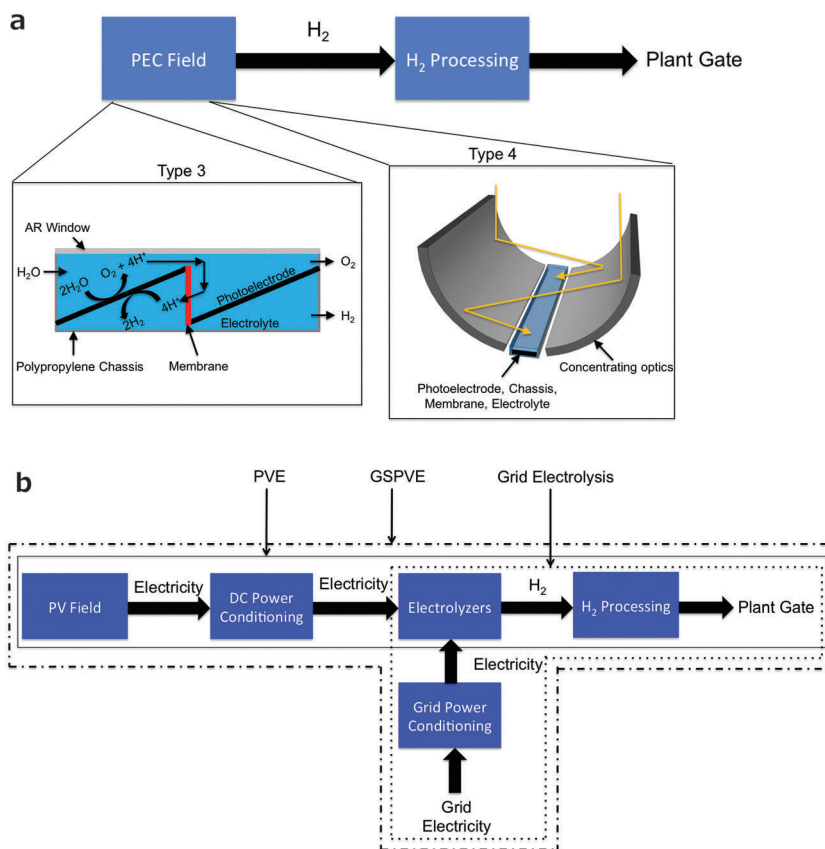 a
PEC Field
H₂
H₂ Processing
Plant Gate
Type 3
AR Window
H₂O
2H₂O
O₂ + 4H⁺
4H⁺
2H₂
Photoelectrode
Electrolyte
O₂
H₂
Polypropylene Chassis
Membrane
Type 4
Concentrating optics
Photoelectrode, Chassis,
Membrane, Electrolyte
b
PVE
GSPVE
Grid Electrolysis
PV Field
Electricity
DC Power
Conditioning
Electricity
Electrolyzers
H₂
H₂ Processing
Plant Gate
Electricity
Grid Power
Conditioning
Grid
Electricity